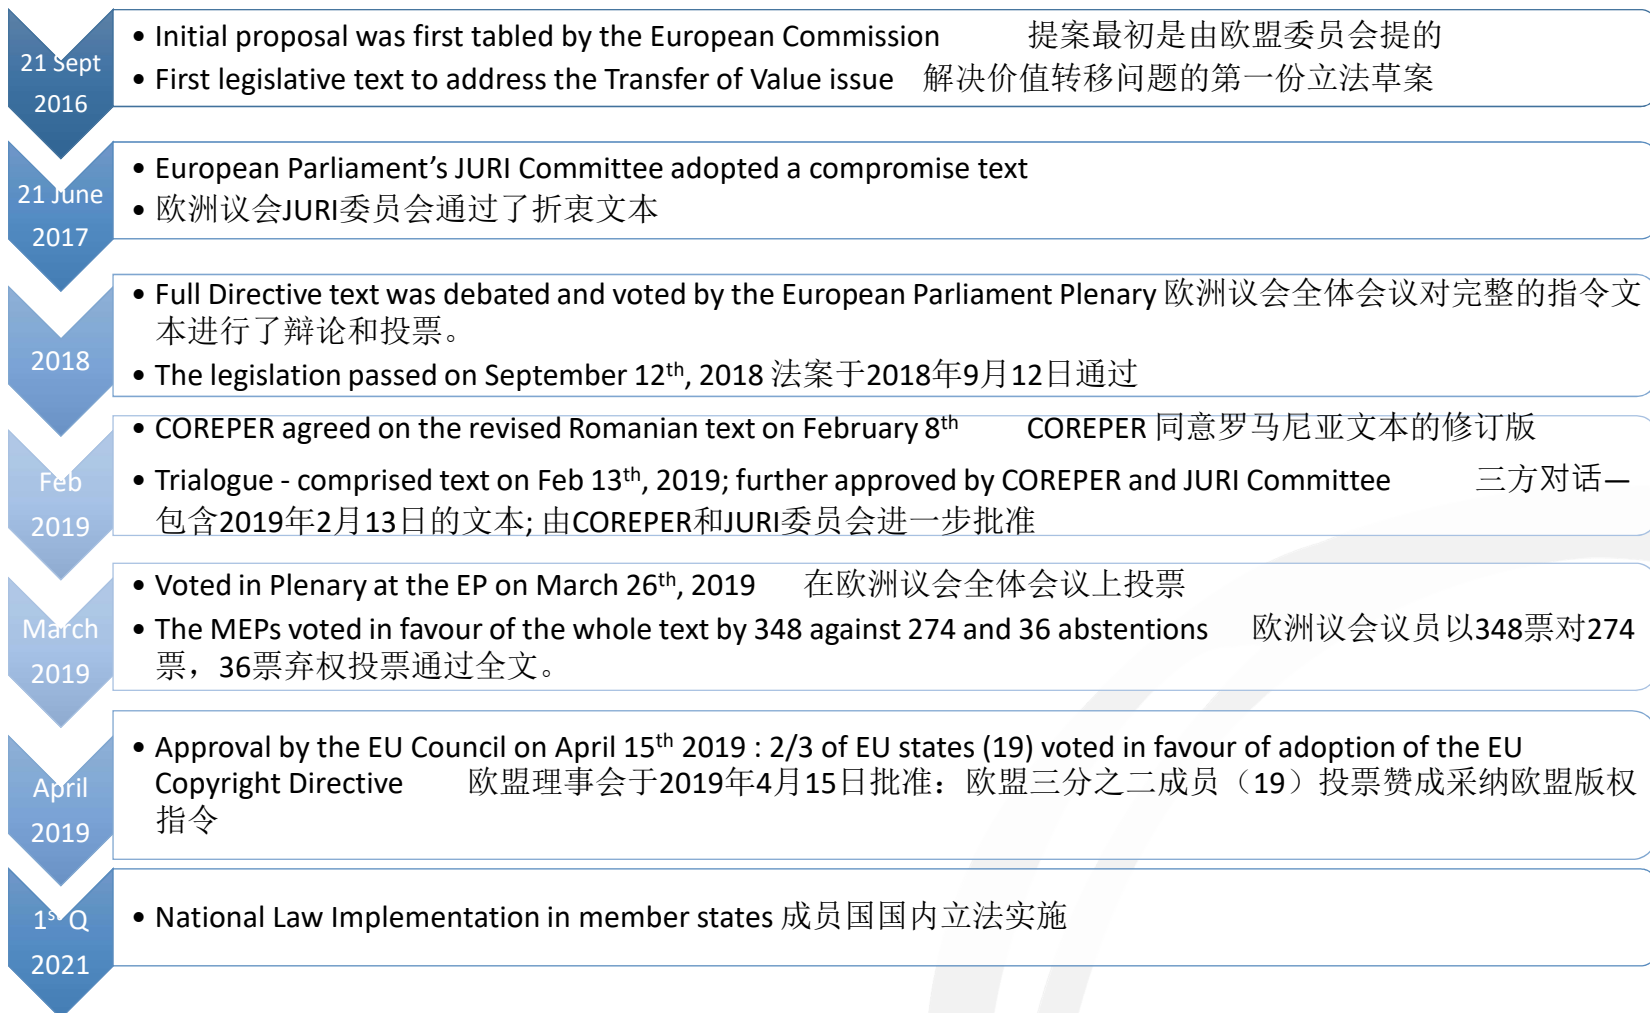 21 Sept
2016
• Initial proposal was first tabled by the European Commission 提案最初是由欧盟委员会提的
• First legislative text to address the Transfer of Value issue 解决价值转移问题的第一份立法草案
21 June
2017
• European Parliament’s JURI Committee adopted a compromise text
• 欧洲议会JURI委员会通过了折衷文本
2018
• Full Directive text was debated and voted by the European Parliament Plenary 欧洲议会全体会议对完整的指令文
本进行了辩论和投票。
• The legislation passed on September 12th, 2018 法案于2018年9月12日通过
Feb
2019
• COREPER agreed on the revised Romanian text on February 8th COREPER 同意罗马尼亚文本的修订版
• Trialogue - comprised text on Feb 13th, 2019; further approved by COREPER and JURI Committee 三方对话—
包含2019年2月13日的文本; 由COREPER和JURI委员会进一步批准
March
2019
• Voted in Plenary at the EP on March 26th, 2019 在欧洲议会全体会议上投票
• The MEPs voted in favour of the whole text by 348 against 274 and 36 abstentions 欧洲议会议员以348票对274
票，36票弃权投票通过全文。
April
2019
• Approval by the EU Council on April 15th 2019 : 2/3 of EU states (19) voted in favour of adoption of the EU
Copyright Directive 欧盟理事会于2019年4月15日批准：欧盟三分之二成员（19）投票赞成采纳欧盟版权
指令
1st Q
2021
• National Law Implementation in member states 成员国国内立法实施